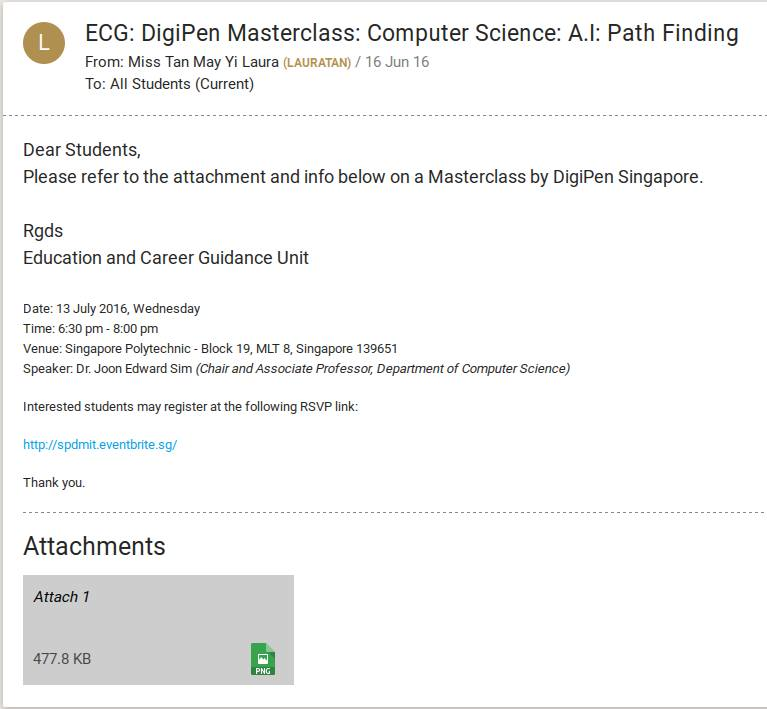 L
ECG: DigiPen Masterclass: Computer Science: A.I: Path Finding
From: Miss Tan May Yi Laura (LAURATAN) / 16 Jun 16
To: All Students (Current)
Dear Students,
Please refer to the attachment and info below on a Masterclass by DigiPen Singapore.
Rgds
Education and Career Guidance Unit
Date: 13 July 2016, Wednesday
Time: 6:30 pm - 8:00 pm
Venue: Singapore Polytechnic - Block 19, MLT 8, Singapore 139651
Speaker: Dr. Joon Edward Sim (Chair and Associate Professor, Department of Computer Science)
Interested students may register at the following RSVP link:
http://spdmit.eventbrite.sg/
Thank you.
Attachments
Attach 1
477.8 KB
PNG